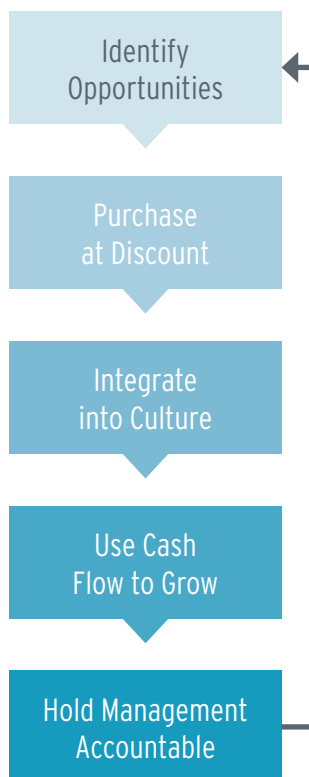 Identify
Opportunities
Purchase
at Discount
Integrate
into Culture
Use Cash
Flow to Grow
Hold Management
Accountable